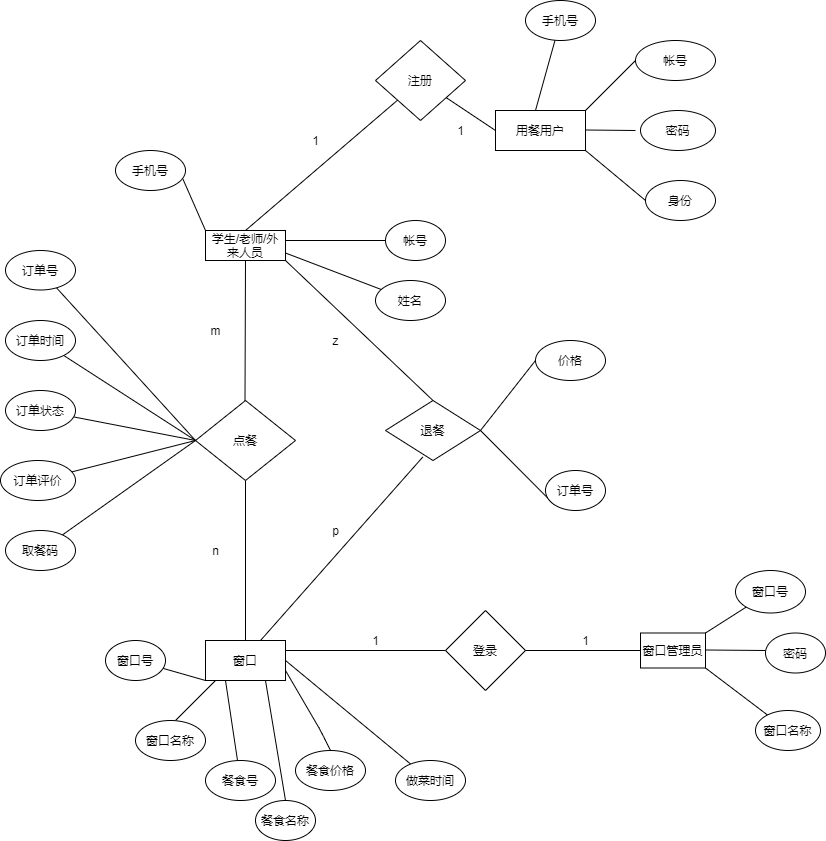 手机号
注册
帐号
用餐用户
密码
1
1
手机号
身份
学生/老师/外
来人员
帐号
订单号
姓名
m
z
订单时间
价格
订单状态
点餐
退餐
订单评价
订单号
p
取餐码
n
窗口号
1
1
窗口号
窗口
登录
窗口管理员
密码
窗口名称
窗口名称
餐食号
餐食价格
做菜时间
餐食名称